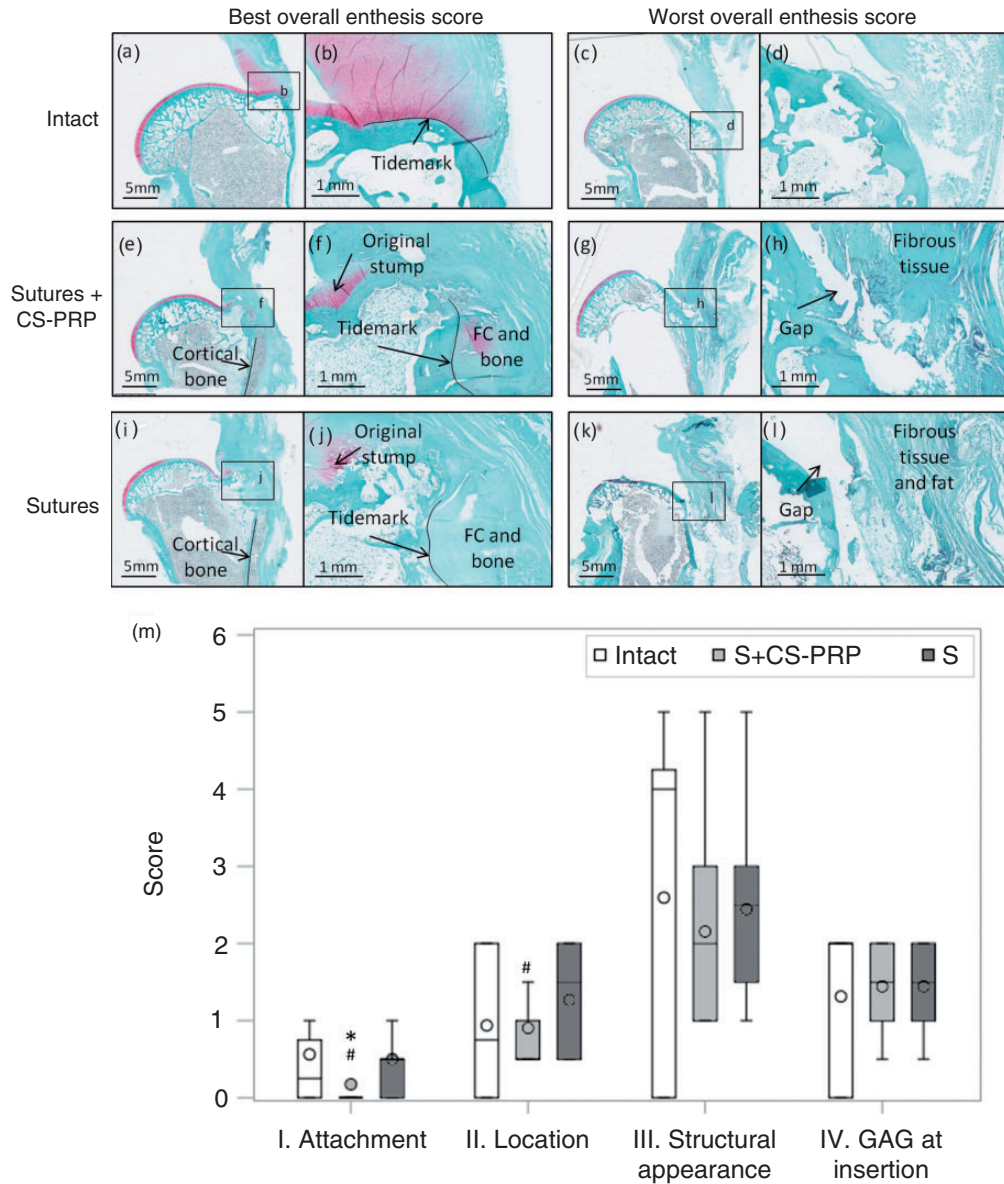 Best overall enthesis score
Worst overall enthesis score
Intact
(a)
b
5mm
(b)
Tidemark
1 mm
(c)
d
5mm
(d)
1 mm
Sutures +
CS-PRP
(e)
f
Cortical
bone
5mm
(f)
Original
stump
Tidemark
FC and
bone
1 mm
(g)
h
5mm
(h)
Fibrous
tissue
Gap
1 mm
Sutures
(i)
j
Cortical
bone
5mm
(j)
Original
stump
Tidemark
FC and
bone
1 mm
(k)
l
5mm
(l)
Fibrous
tissue
and fat
Gap
1 mm
(m)
Intact S+CS-PRP S
Score
6
5
4
3
2
1
0
*
#
#
I. Attachment
II. Location
III. Structural
appearance
IV. GAG at
insertion